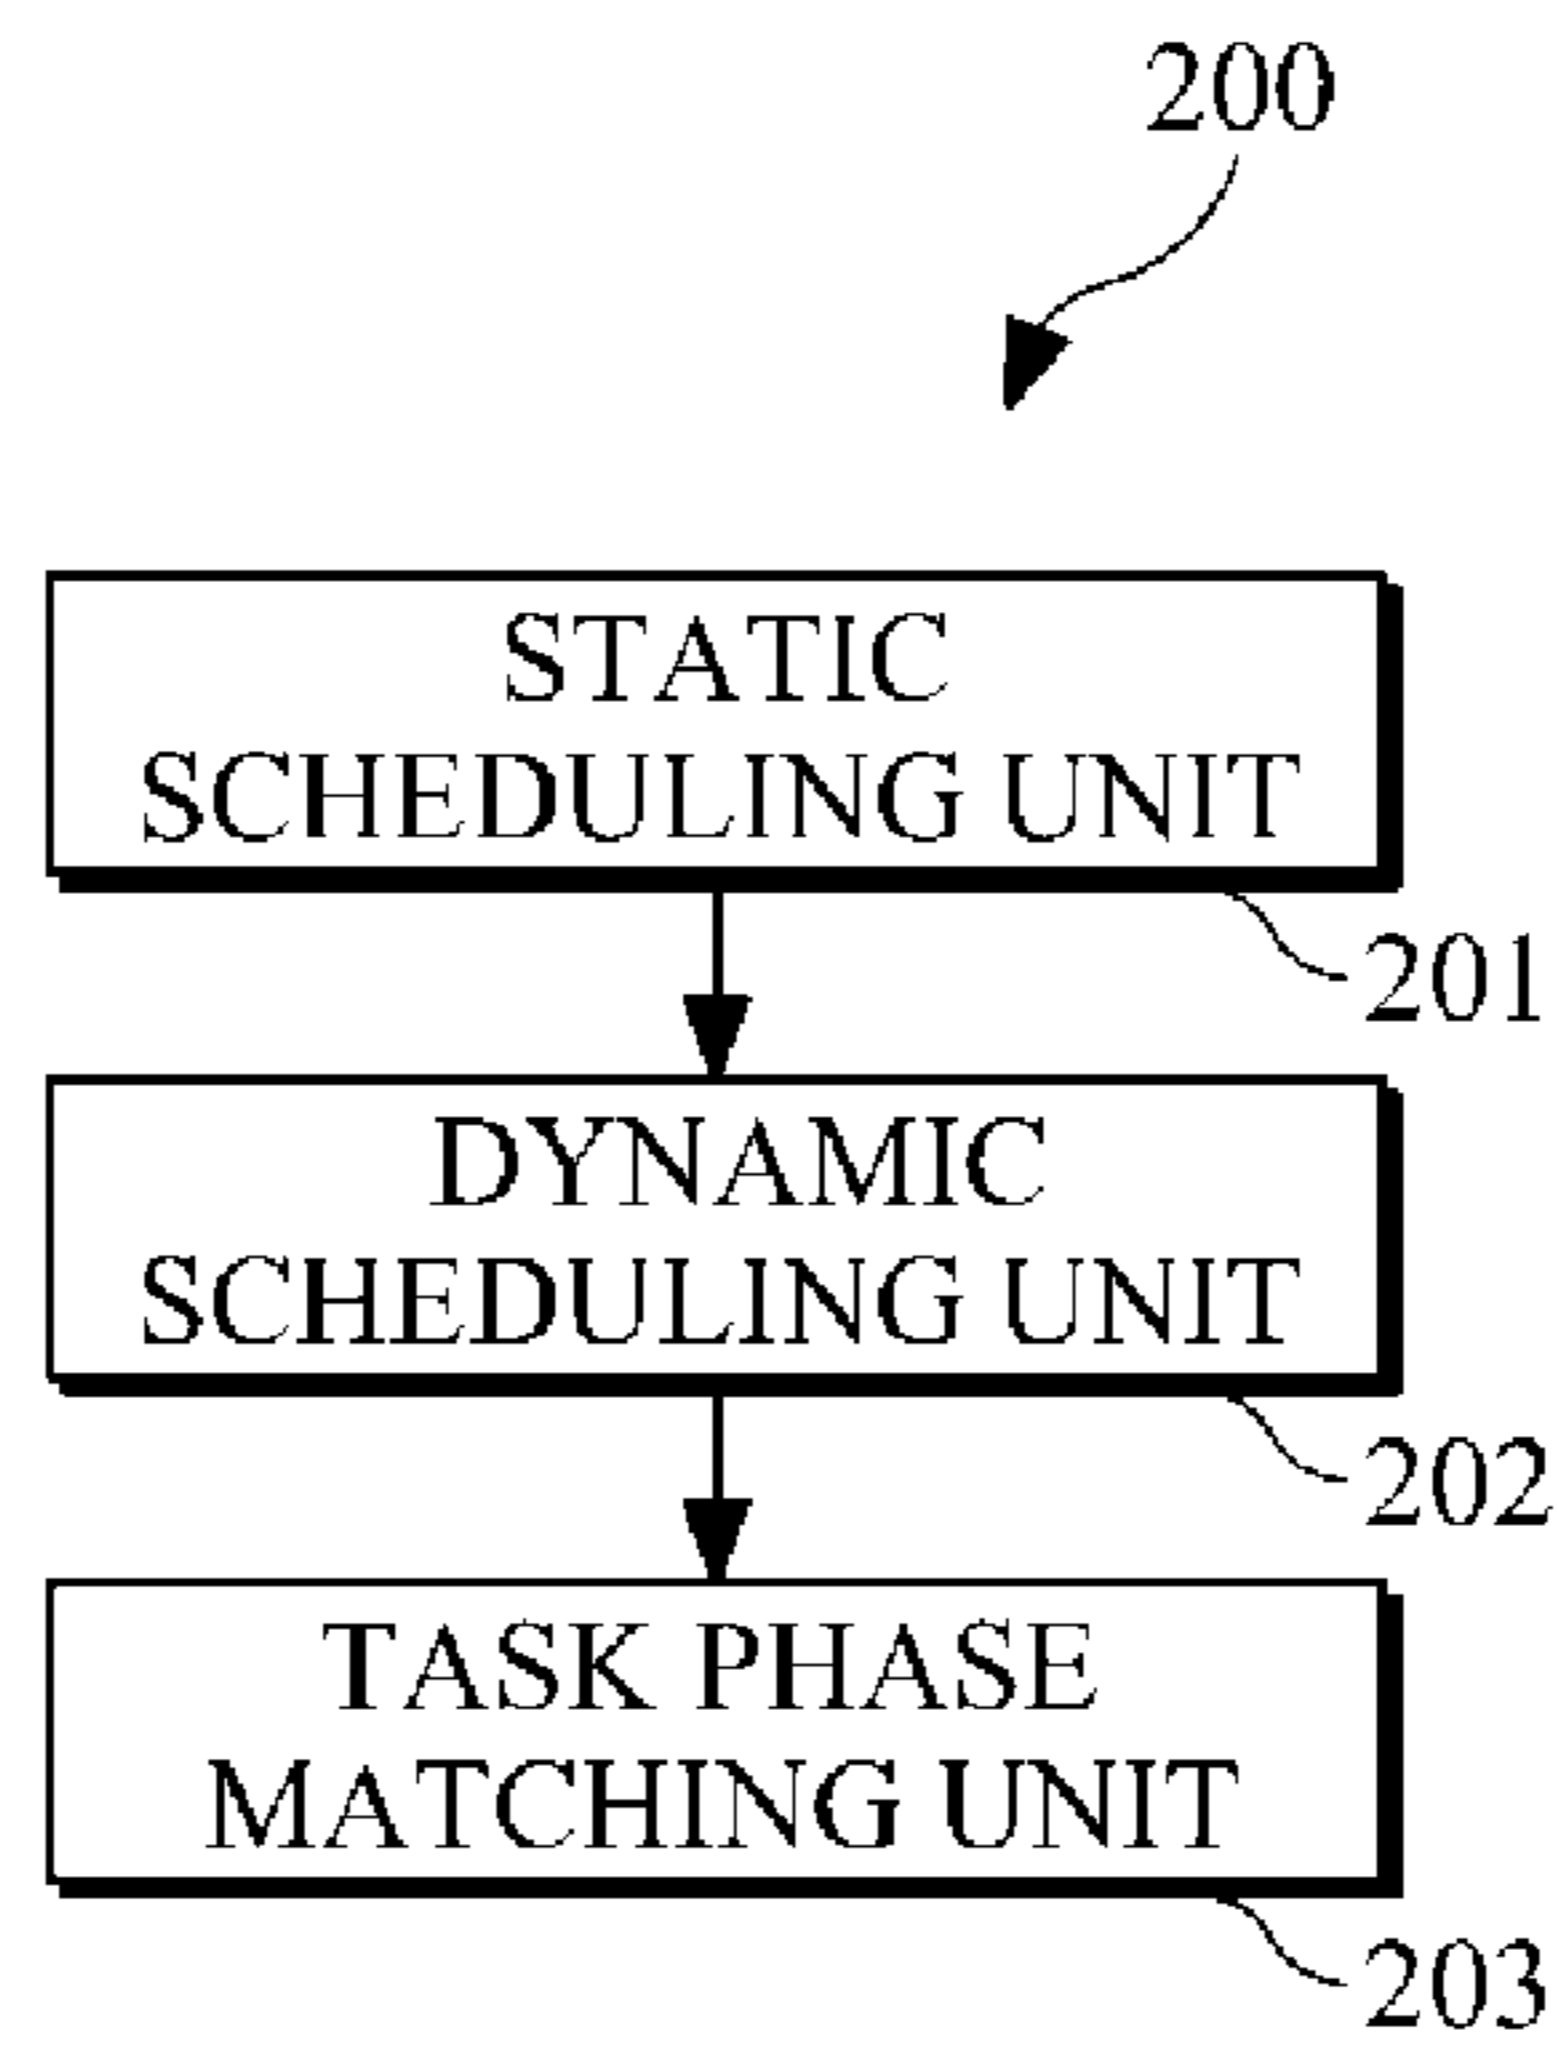 200
STATIC
SCHEDULING UNIT
201
DYNAMIC
SCHEDULING UNIT
202
TASK PHASE
MATCHING UNIT
203